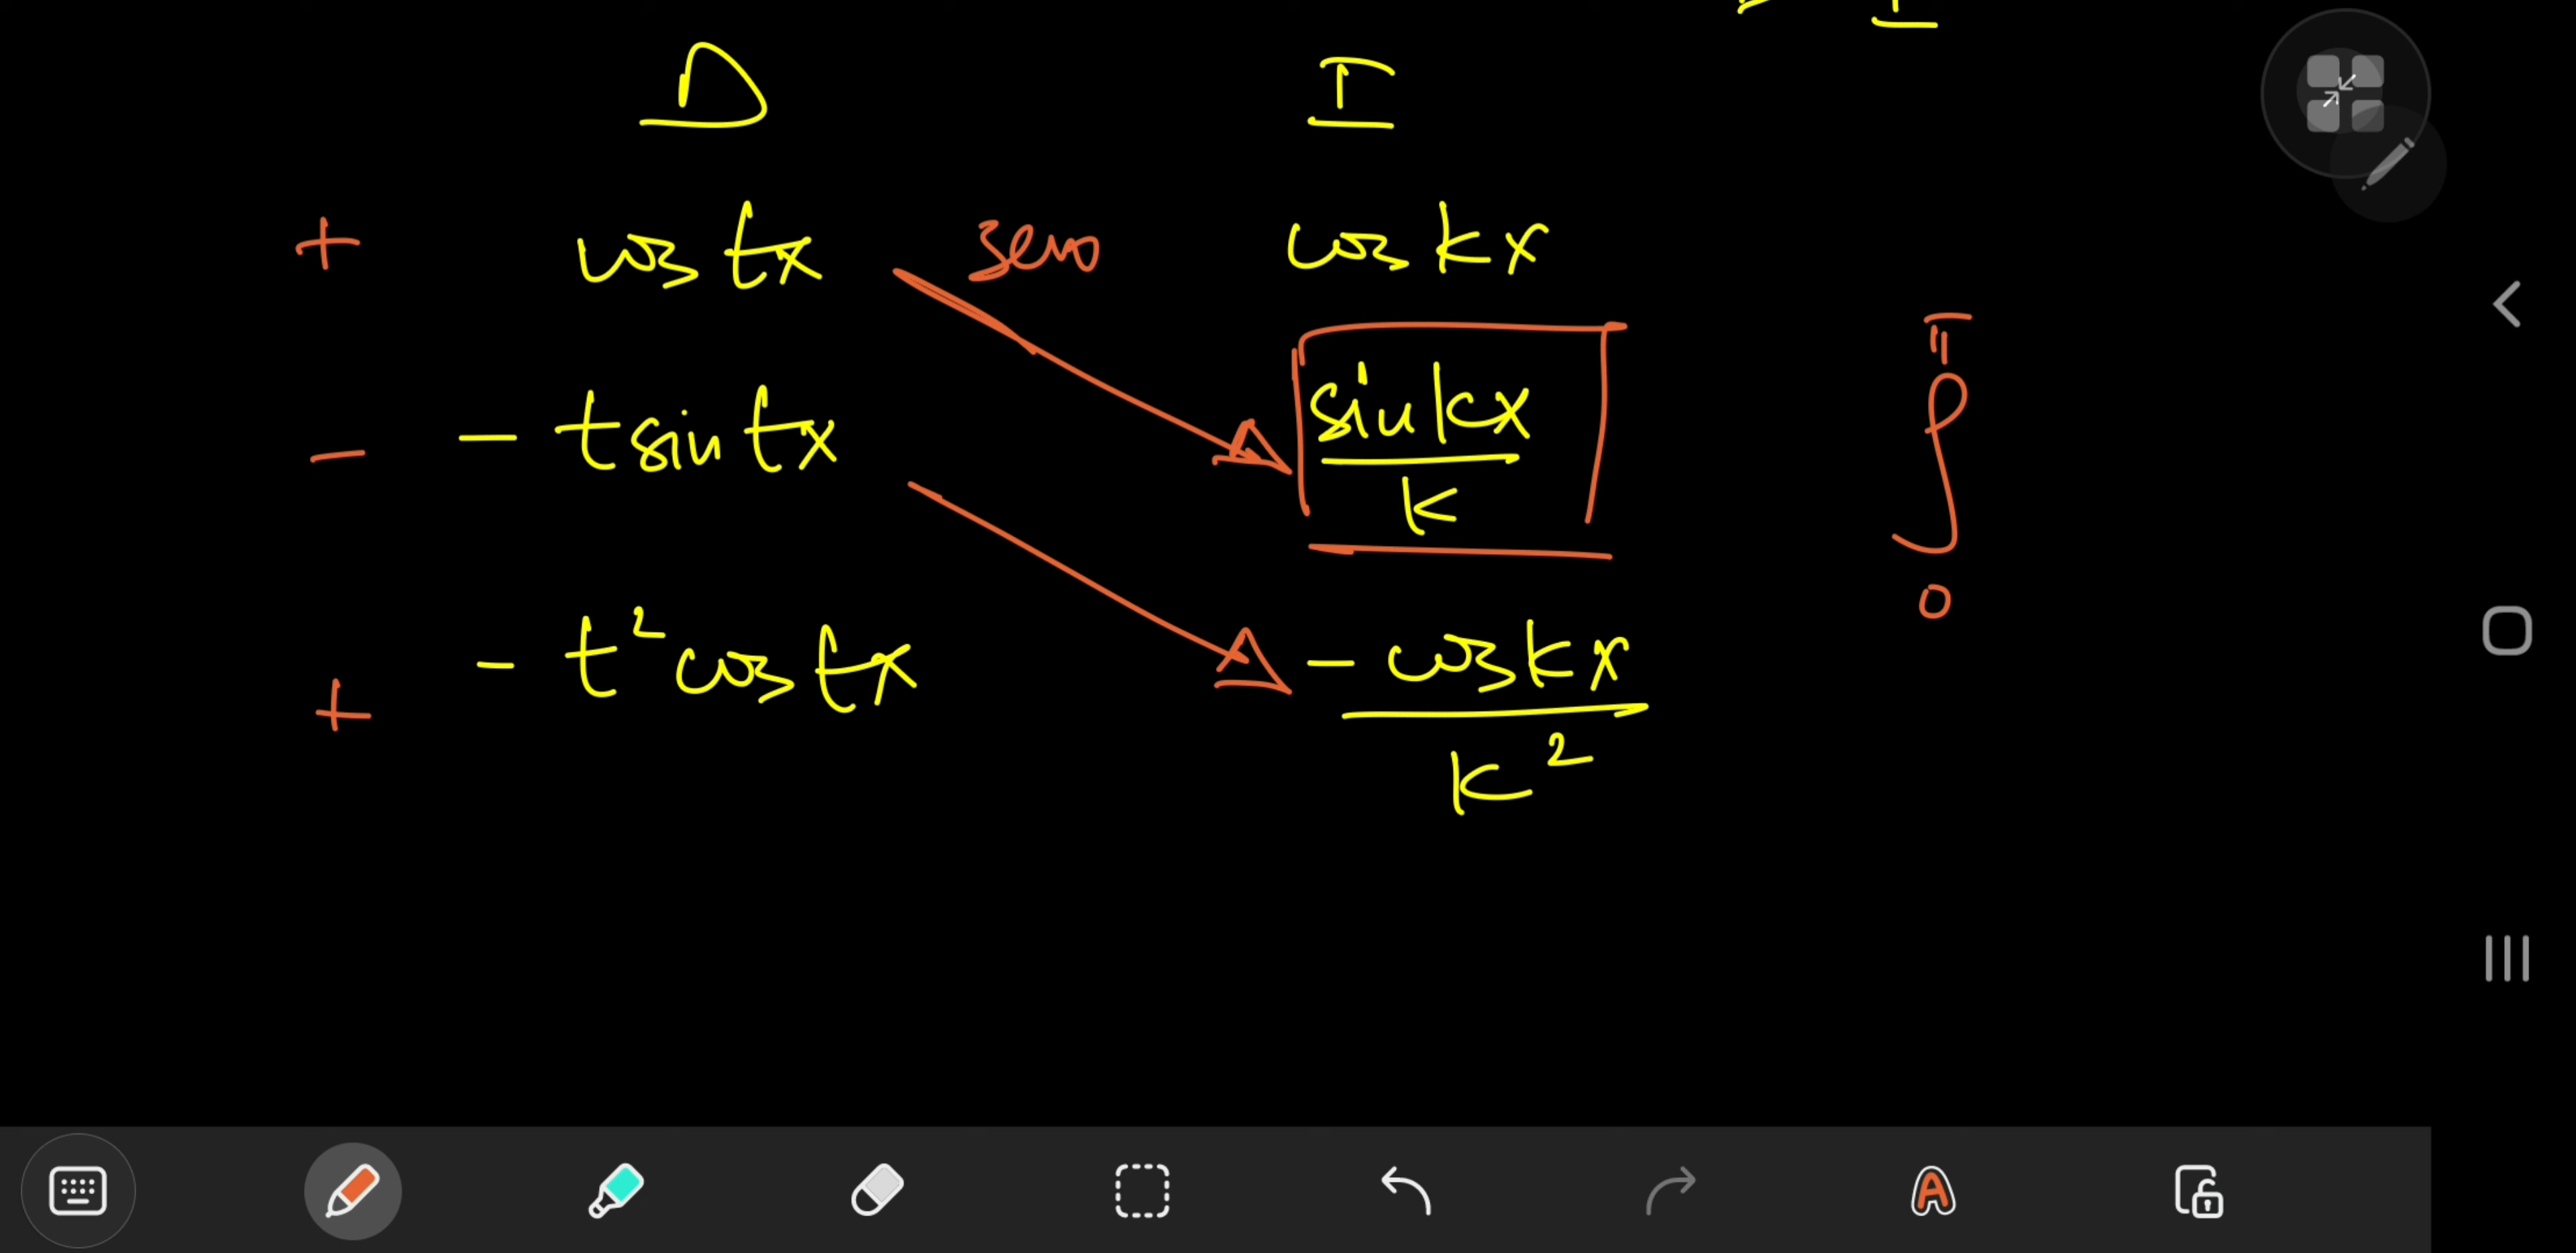 D I
+ cos tx zero cos kx
- - t sin tx sin kx / k
+ - t² cos tx - cos kx / k²
π
∫
0
A